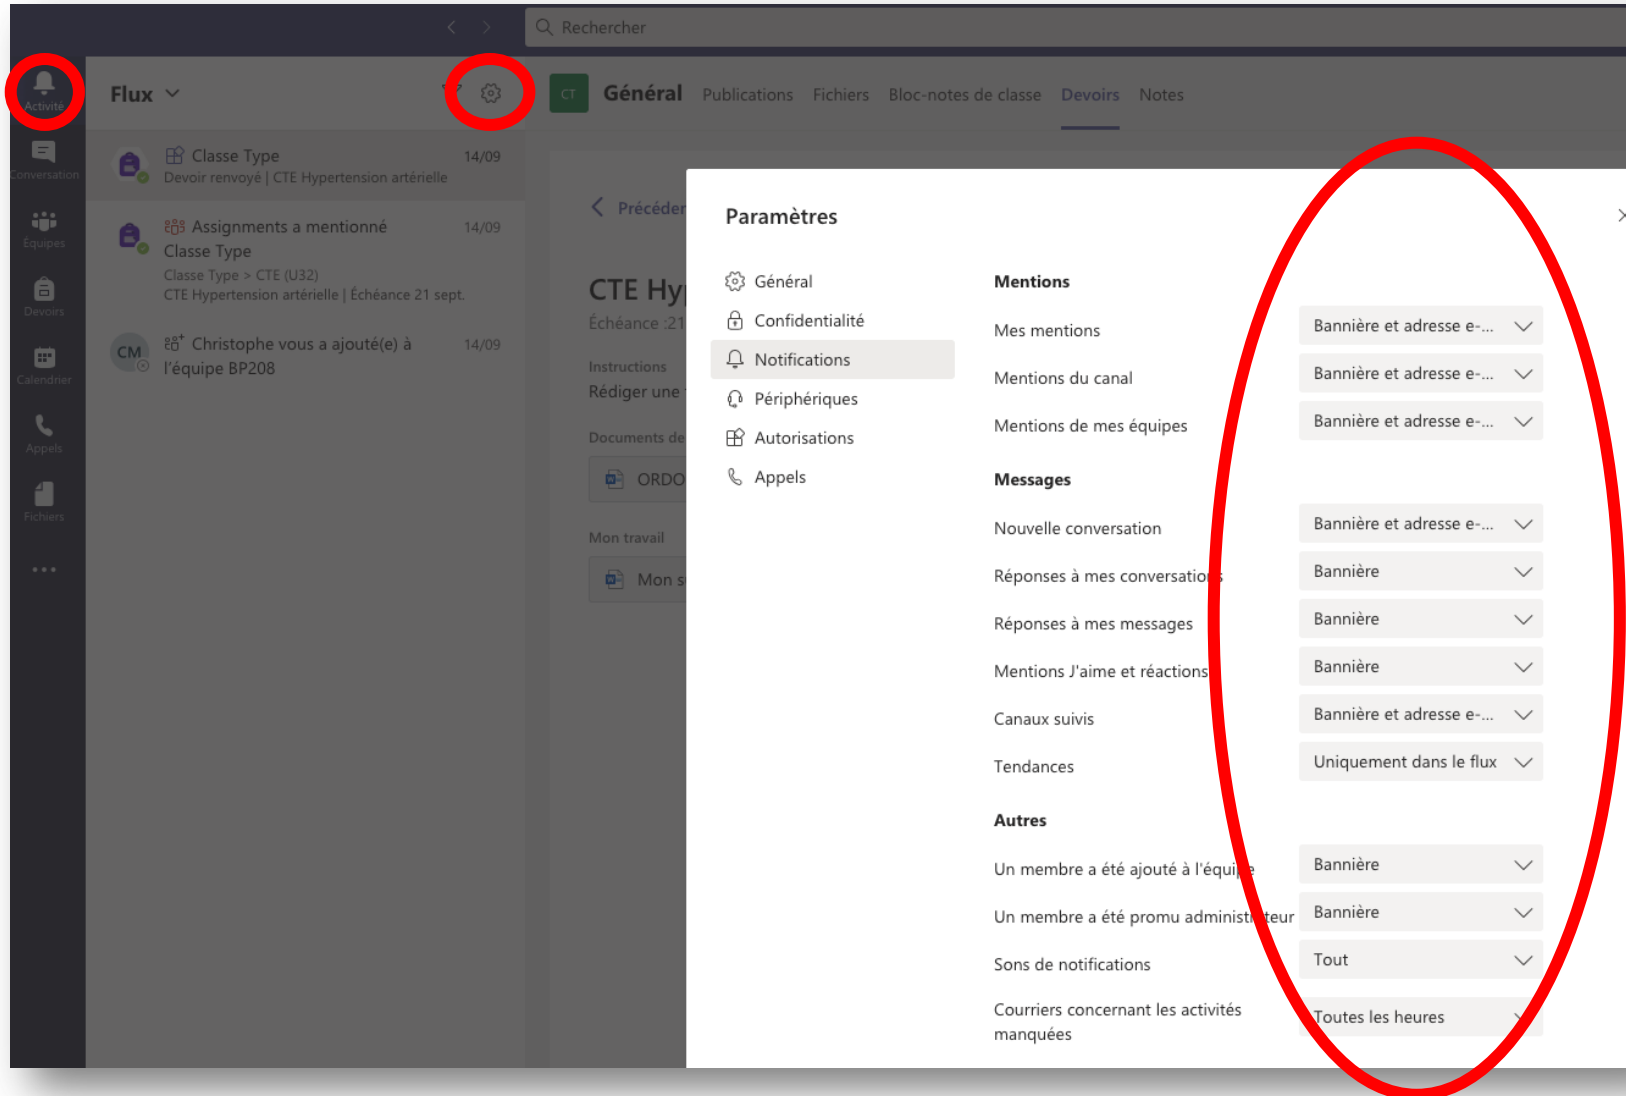 Rechercher
Activité
Conversation
Équipes
Devoirs
Calendrier
Appels
Fichiers
Flux
Classe Type
14/09
Devoir renvoyé | CTE Hypertension artérielle
Assignments a mentionné
14/09
Classe Type
Classe Type > CTE (U32)
CTE Hypertension artérielle | Échéance 21 sept.
CM
Christophe vous a ajouté(e) à
14/09
l'équipe BP208
CT
Général
Publications
Fichiers
Bloc-notes de classe
Devoirs
Notes
Précéder
CTE Hy
Échéance :21
Instructions
Rédiger une
Documents de
ORDO
Mon travail
Mon s
Paramètres
Général
Confidentialité
Notifications
Périphériques
Autorisations
Appels
Mentions
Mes mentions
Bannière et adresse e-...
Mentions du canal
Bannière et adresse e-...
Mentions de mes équipes
Bannière et adresse e-...
Messages
Nouvelle conversation
Bannière et adresse e-...
Réponses à mes conversations
Bannière
Réponses à mes messages
Bannière
Mentions J'aime et réactions
Bannière
Canaux suivis
Bannière et adresse e-...
Tendances
Uniquement dans le flux
Autres
Un membre a été ajouté à l'équipe
Bannière
Un membre a été promu administrateur
Bannière
Sons de notifications
Tout
Courriers concernant les activités
manquées
Toutes les heures